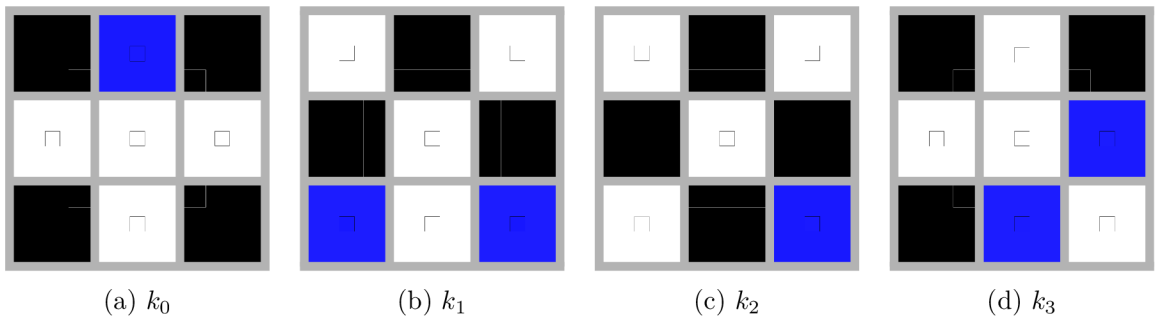 (a) k₀ (b) k₁ (c) k₂ (d) k₃